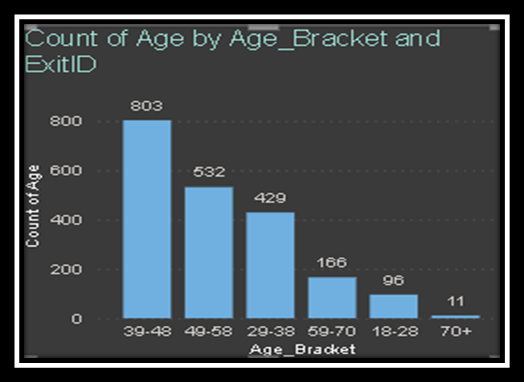 Count of Age by Age_Bracket and
ExitID
803
800
532
600
429
400
166
200
96
11
0
Count of Age
39-48 49-58 29-38 59-70 18-28 70+
Age_Bracket